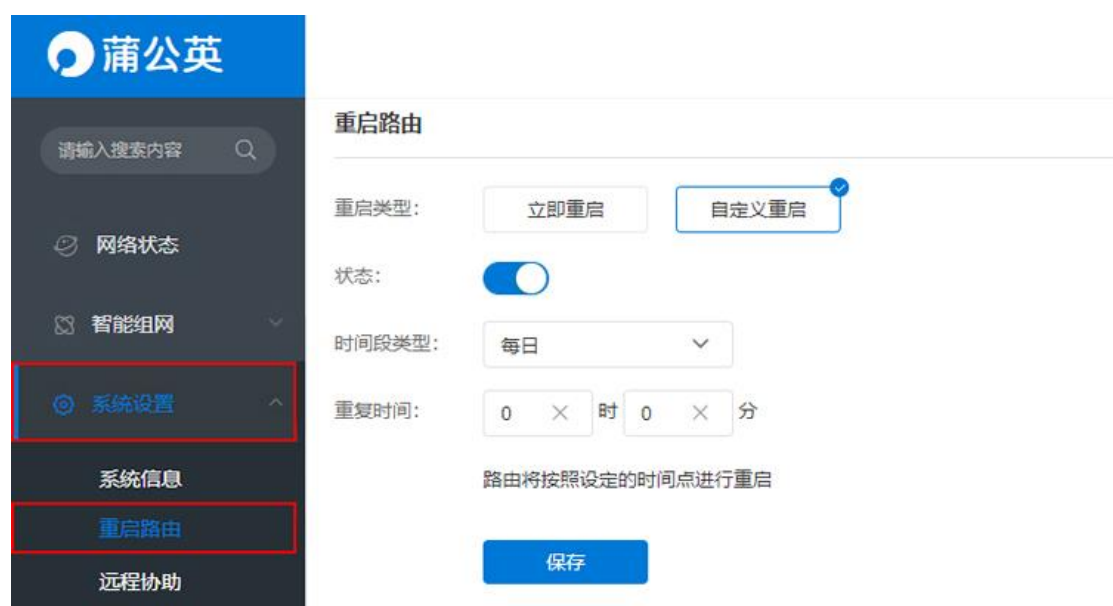 蒲公英
请输入搜索内容
网络状态
智能组网
系统设置
系统信息
重启路由
远程协助
重启路由
重启类型: 立即重启 自定义重启
状态:
时间段类型: 每日
重复时间: 0 时 0 分
路由将按照设定的时间点进行重启
保存